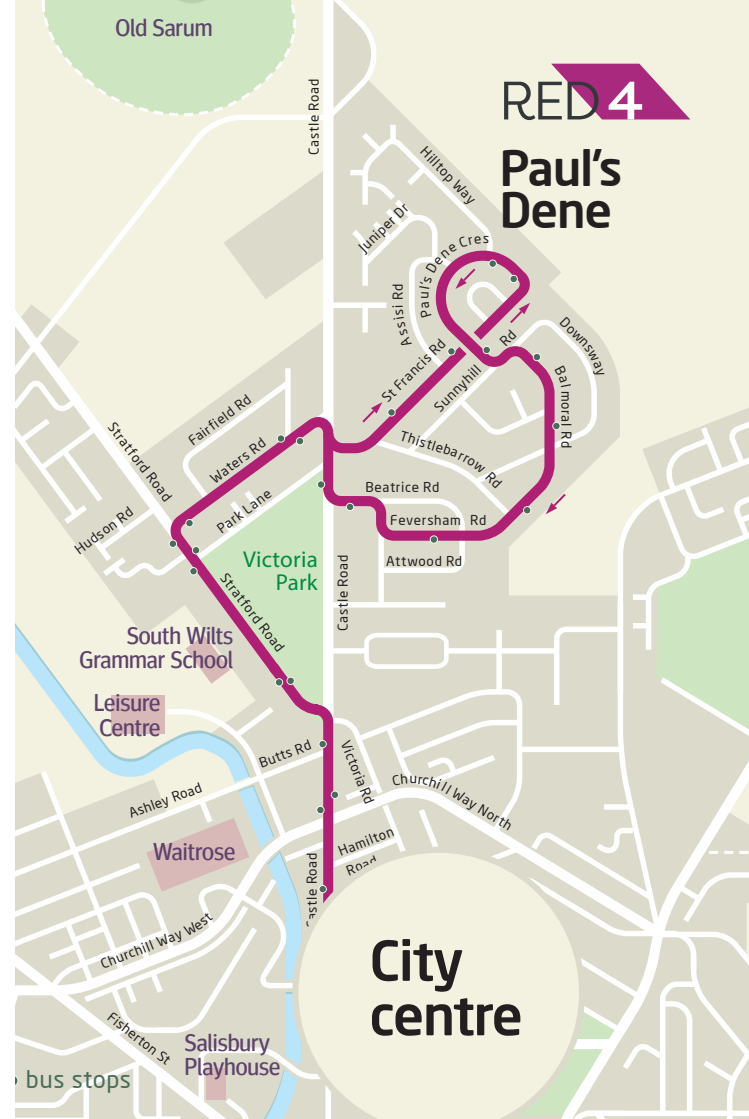 Old Sarum
Castle Road
RED 4
Paul's
Dene
Hilltop Way
Juniper Dr
Paul's Dene Cres
Assisi Rd
St Francis Rd
Sunnyhill Rd
Downsway
Balmoral Rd
Fairfield Rd
Waters Rd
Stratford Road
Hudson Rd
Park Lane
Thistlebarrow Rd
Beatrice Rd
Feversham Rd
Attwood Rd
Victoria
Park
Castle Road
Stratford Road
South Wilts
Grammar School
Leisure
Centre
Butts Rd
Victoria Rd
Ashley Road
Churchill Way North
Waitrose
Hamilton
Road
astle Road
Churchill Way West
City
centre
Fisherton St
Salisbury
Playhouse
bus stops